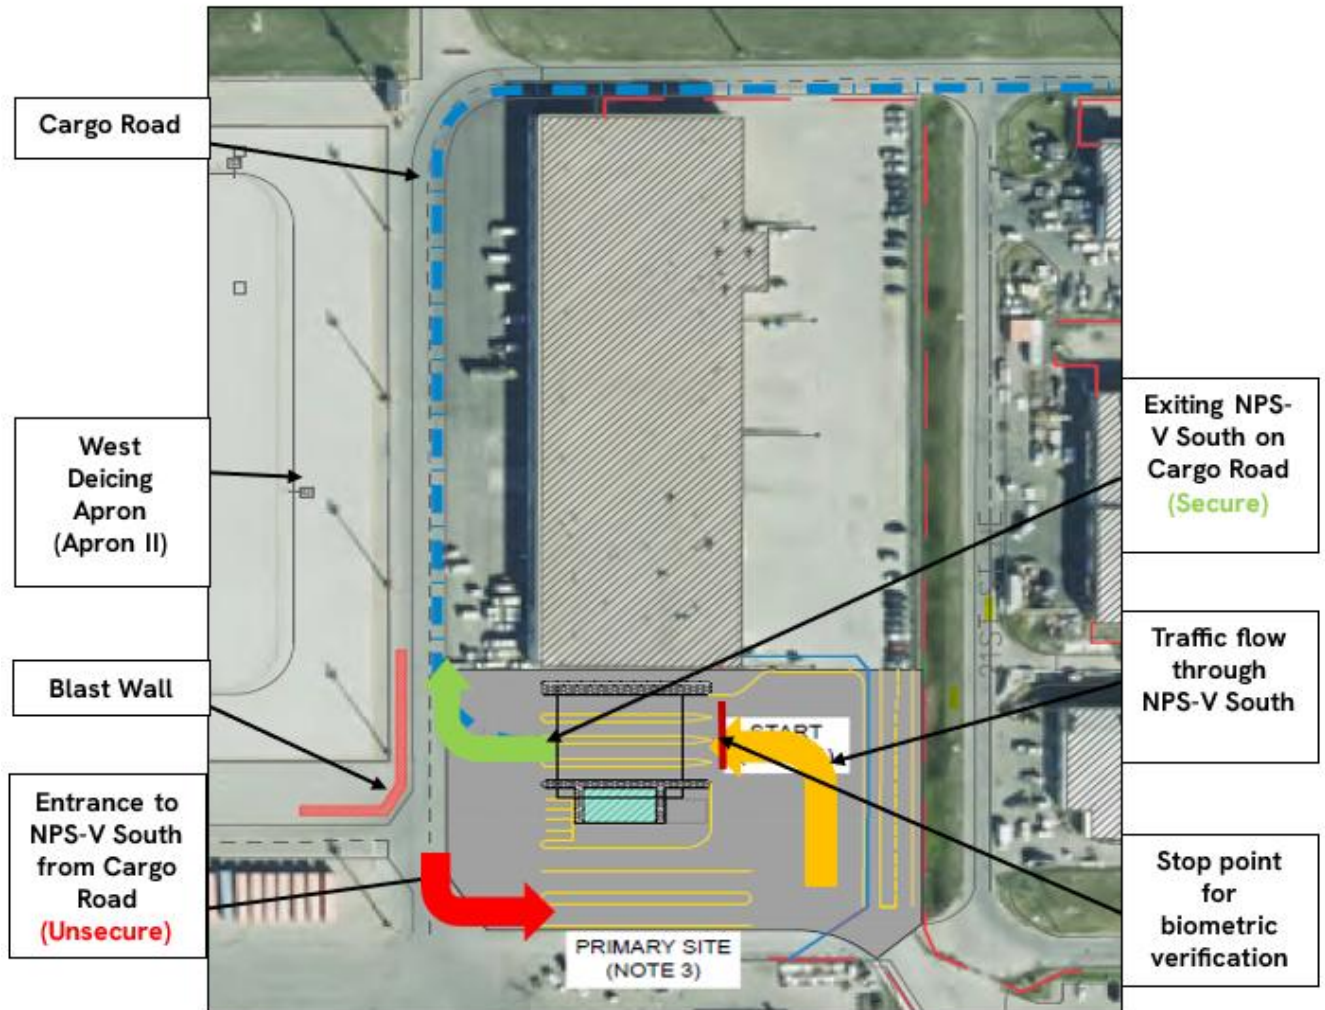 Cargo Road
West
Deicing
Apron
(Apron II)
Blast Wall
Entrance to
NPS-V South
from Cargo
Road
(Unsecure)
Exiting NPS-
V South on
Cargo Road
(Secure)
Traffic flow
through
NPS-V South
Stop point
for
biometric
verification
START
PRIMARY SITE
(NOTE 3)